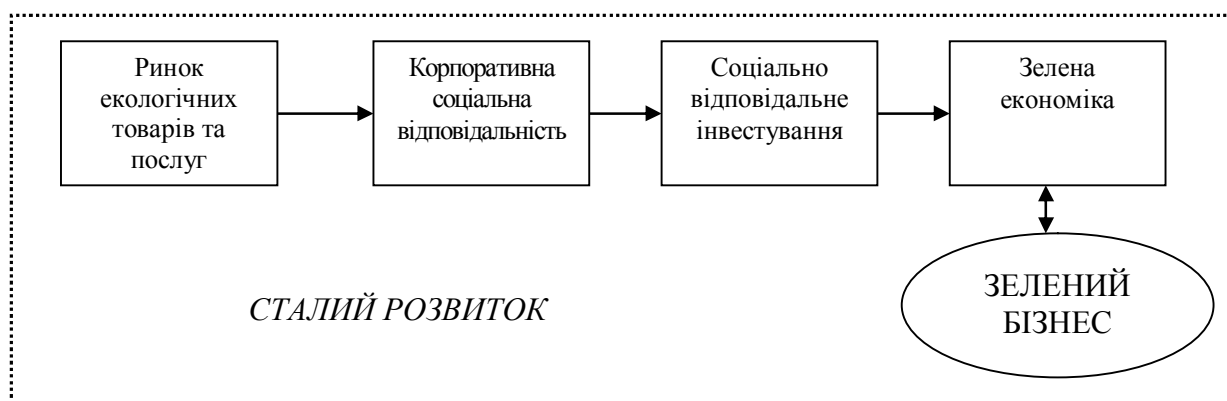 Ринок
екологічних
товарів та
послуг
Корпоративна
соціальна
відповідальність
Соціально
відповідальне
інвестування
Зелена
економіка
СТАЛИЙ РОЗВИТОК
ЗЕЛЕНИЙ
БІЗНЕС